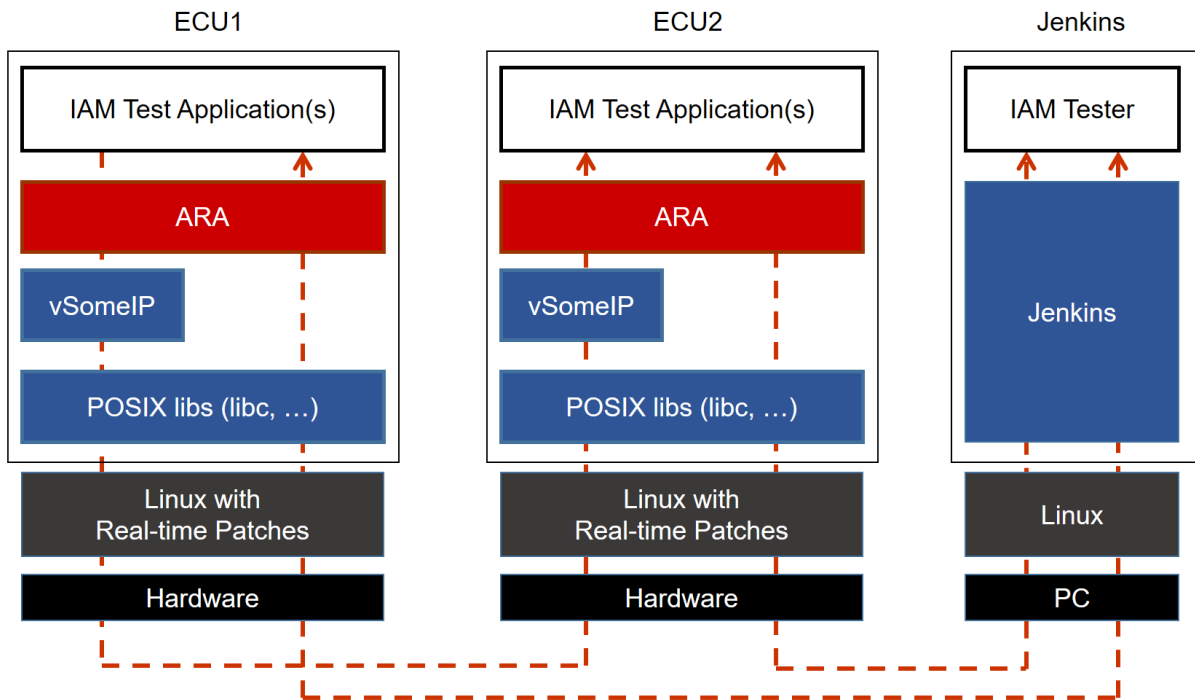 ECU1
IAM Test Application(s)
ARA
vSomeIP
POSIX libs (libc, …)
Linux with
Real-time Patches
Hardware
ECU2
IAM Test Application(s)
ARA
vSomeIP
POSIX libs (libc, …)
Linux with
Real-time Patches
Hardware
Jenkins
IAM Tester
Jenkins
Linux
PC